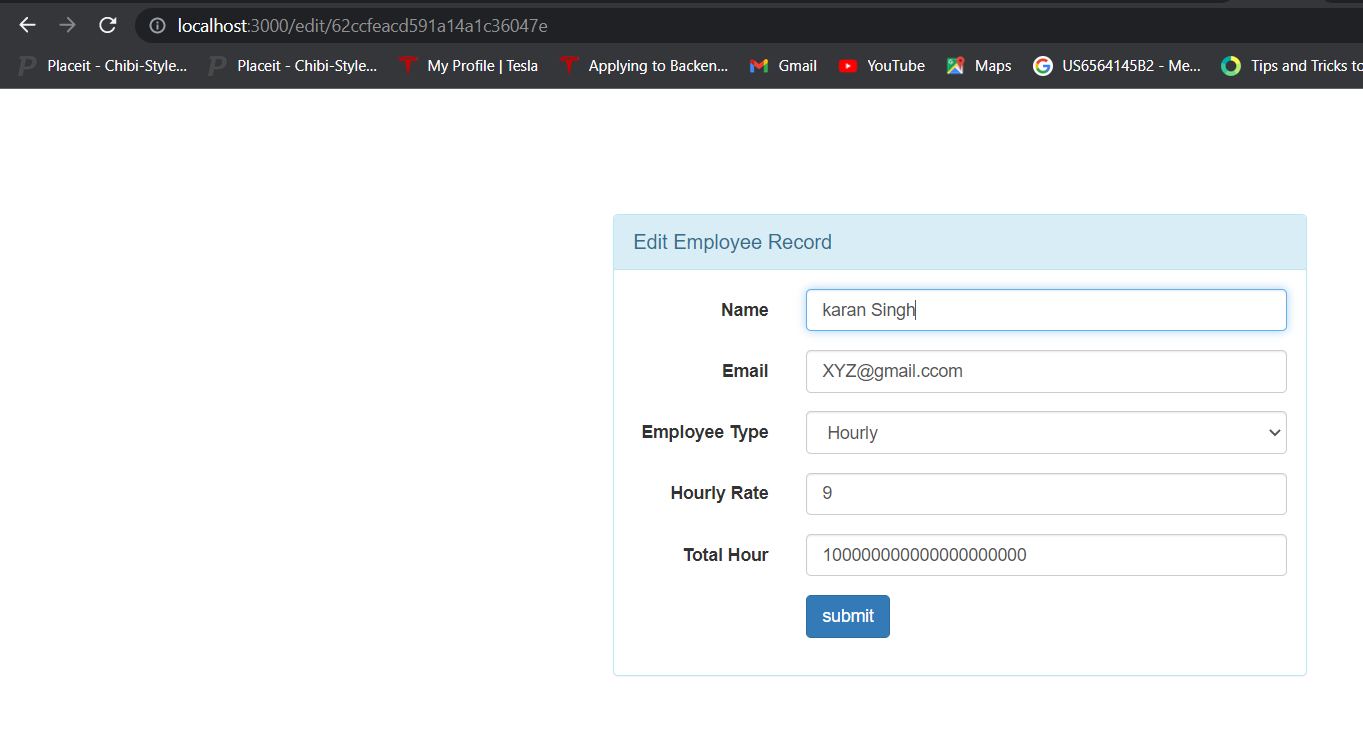 localhost:3000/edit/62ccfeacd591a14a1c36047e
Placeit - Chibi-Style... Placeit - Chibi-Style... My Profile | Tesla Applying to Backen... Gmail YouTube Maps US6564145B2 - Me... Tips and Tricks to
Edit Employee Record
Name karan Singh
Email XYZ@gmail.ccom
Employee Type Hourly
Hourly Rate 9
Total Hour 100000000000000000000
submit